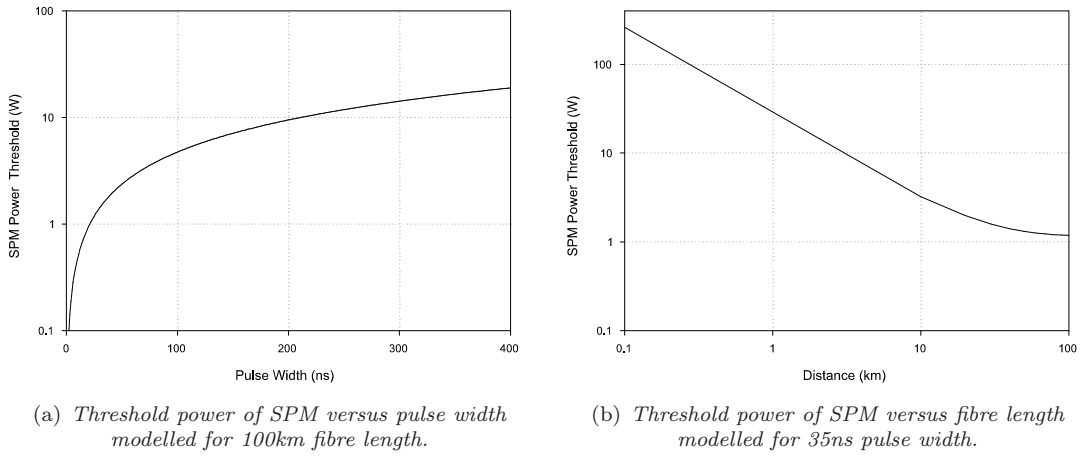 100
10
1
0.1
0
100
200
300
400
SPM Power Threshold (W)
Pulse Width (ns)
(a) Threshold power of SPM versus pulse width
modelled for 100km fibre length.
100
10
1
0.1
0.1
1
10
100
SPM Power Threshold (W)
Distance (km)
(b) Threshold power of SPM versus fibre length
modelled for 35ns pulse width.